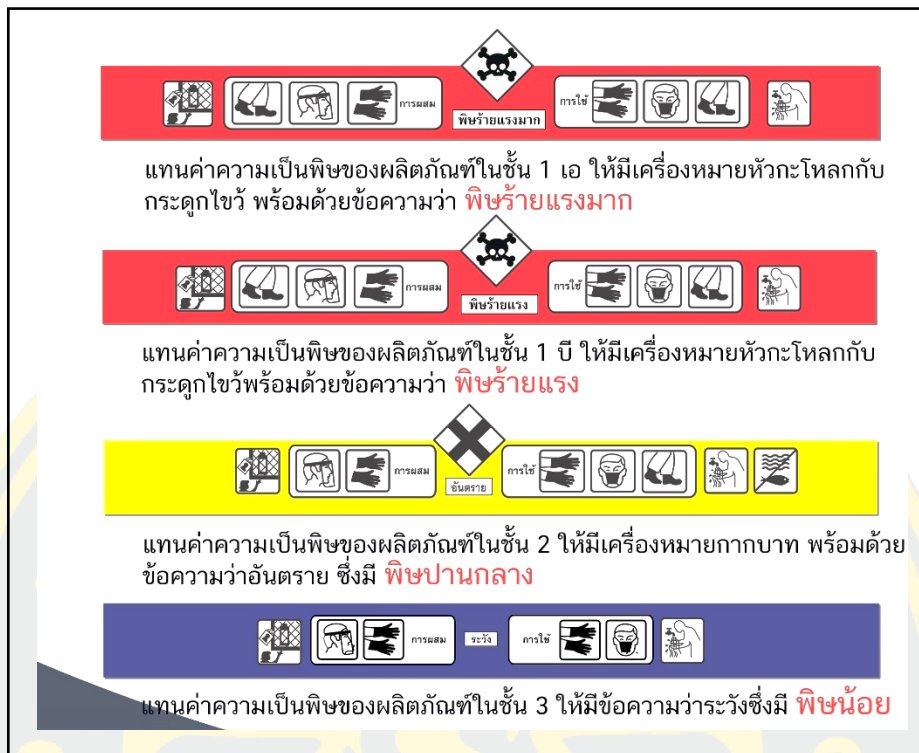 การผสม
พิษร้ายแรงมาก
การใช้
แทนค่าความเป็นพิษของผลิตภัณฑ์ในชั้น 1 เอ ให้มีเครื่องหมายหัวกะโหลกกับ
กระดูกไขว้ พร้อมด้วยข้อความว่า พิษร้ายแรงมาก
การผสม
พิษร้ายแรง
การใช้
แทนค่าความเป็นพิษของผลิตภัณฑ์ในชั้น 1 บี ให้มีเครื่องหมายหัวกะโหลกกับ
กระดูกไขว้พร้อมด้วยข้อความว่า พิษร้ายแรง
การผสม
อันตราย
การใช้
แทนค่าความเป็นพิษของผลิตภัณฑ์ในชั้น 2 ให้มีเครื่องหมายกากบาท พร้อมด้วย
ข้อความว่าอันตราย ซึ่งมี พิษปานกลาง
การผสม
ระวัง
การใช้
แทนค่าความเป็นพิษของผลิตภัณฑ์ในชั้น 3 ให้มีข้อความว่าระวังซึ่งมี พิษน้อย